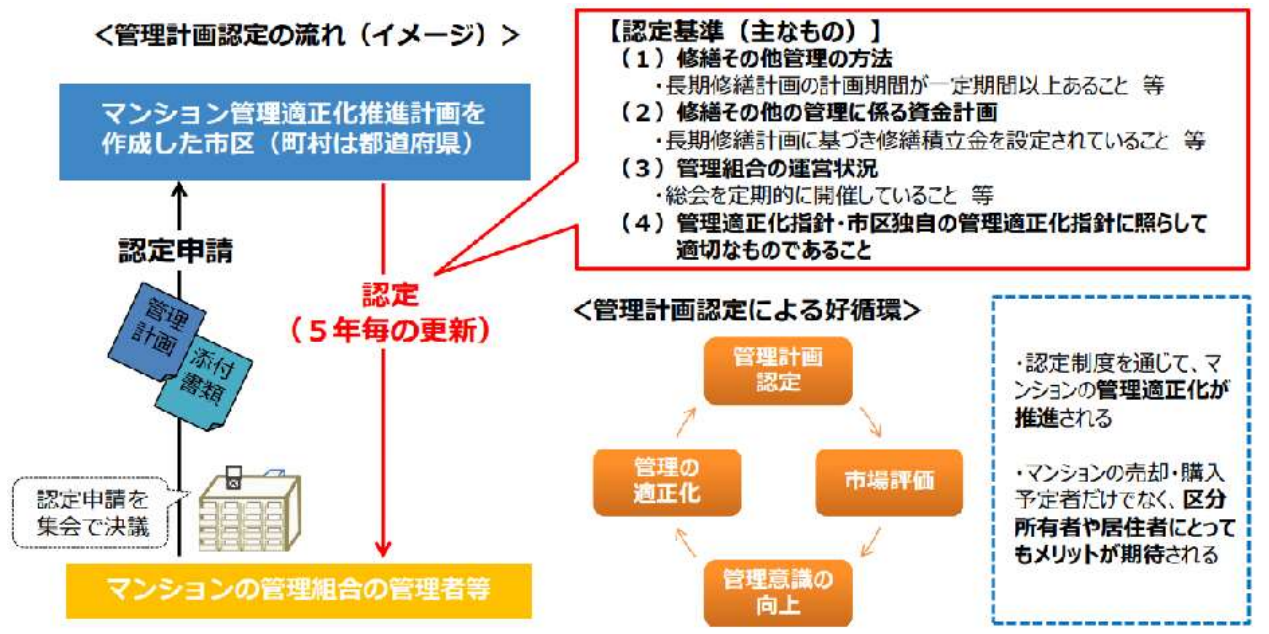 ＜管理計画認定の流れ（イメージ）＞
マンション管理適正化推進計画を
作成した市区（町村は都道府県）
認定申請
管理
計画
添付
書類
認定
（５年毎の更新）
認定申請を
集会で決議
マンションの管理組合の管理者等
【認定基準（主なもの）】
（１）修繕その他管理の方法
・長期修繕計画の計画期間が一定期間以上あること 等
（２）修繕その他の管理に係る資金計画
・長期修繕計画に基づき修繕積立金を設定されていること 等
（３）管理組合の運営状況
・総会を定期的に開催していること 等
（４）管理適正化指針・市区独自の管理適正化指針に照らして
適切なものであること
＜管理計画認定による好循環＞
管理計画
認定
市場評価
管理意識の
向上
管理の
適正化
・認定制度を通じて、マ
ンションの管理適正化が
推進される
・マンションの売却・購入
予定者だけでなく、区分
所有者や居住者にとって
もメリットが期待される